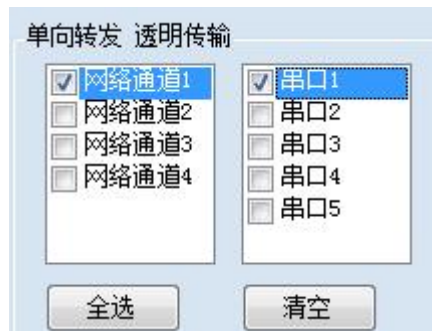 单向转发 透明传输
网络通道1
网络通道2
网络通道3
网络通道4
串口1
串口2
串口3
串口4
串口5
全选
清空